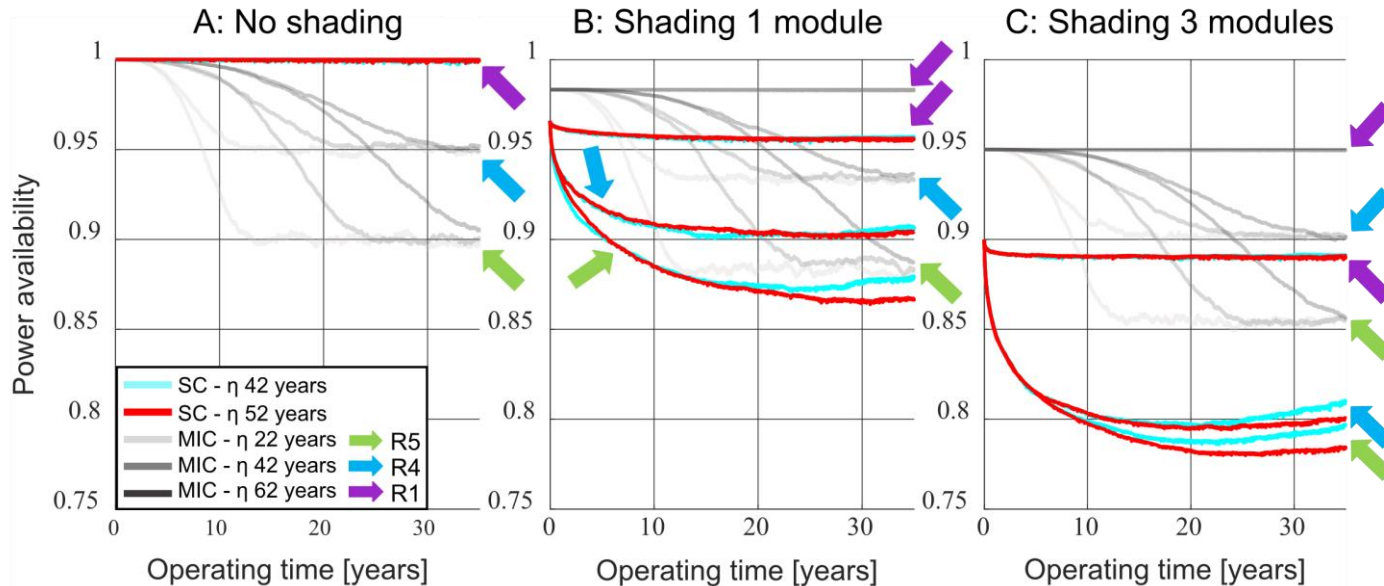 A: No shading
B: Shading 1 module
C: Shading 3 modules
Power availability
1
0.95
0.9
0.85
0.8
0.75
0
10
20
30
SC - η 42 years
SC - η 52 years
MIC - η 22 years
MIC - η 42 years
MIC - η 62 years
R5
R4
R1
Operating time [years]
1
0.95
0.9
0.85
0.8
0.75
0
10
20
30
Operating time [years]
1
0.95
0.9
0.85
0.8
0.75
0
10
20
30
Operating time [years]